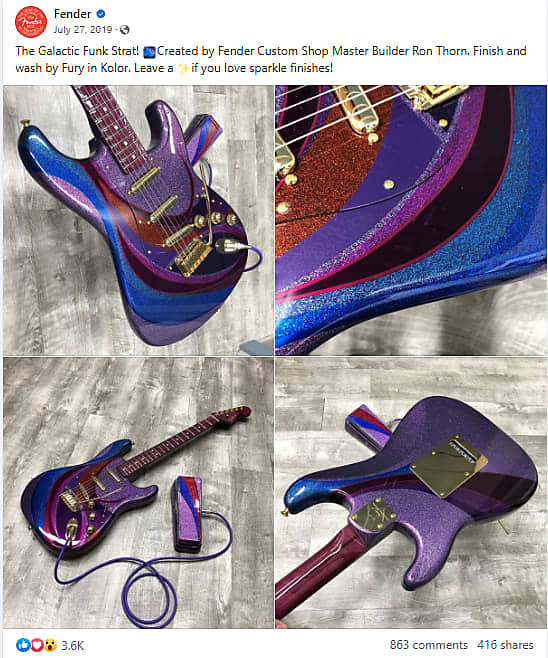 Fender
Fender
July 27, 2019 ·
The Galactic Funk Strat! 🌌Created by Fender Custom Shop Master Builder Ron Thorn. Finish and
wash by Fury in Kolor. Leave a ✨if you love sparkle finishes!
3.6K
863 comments 416 shares